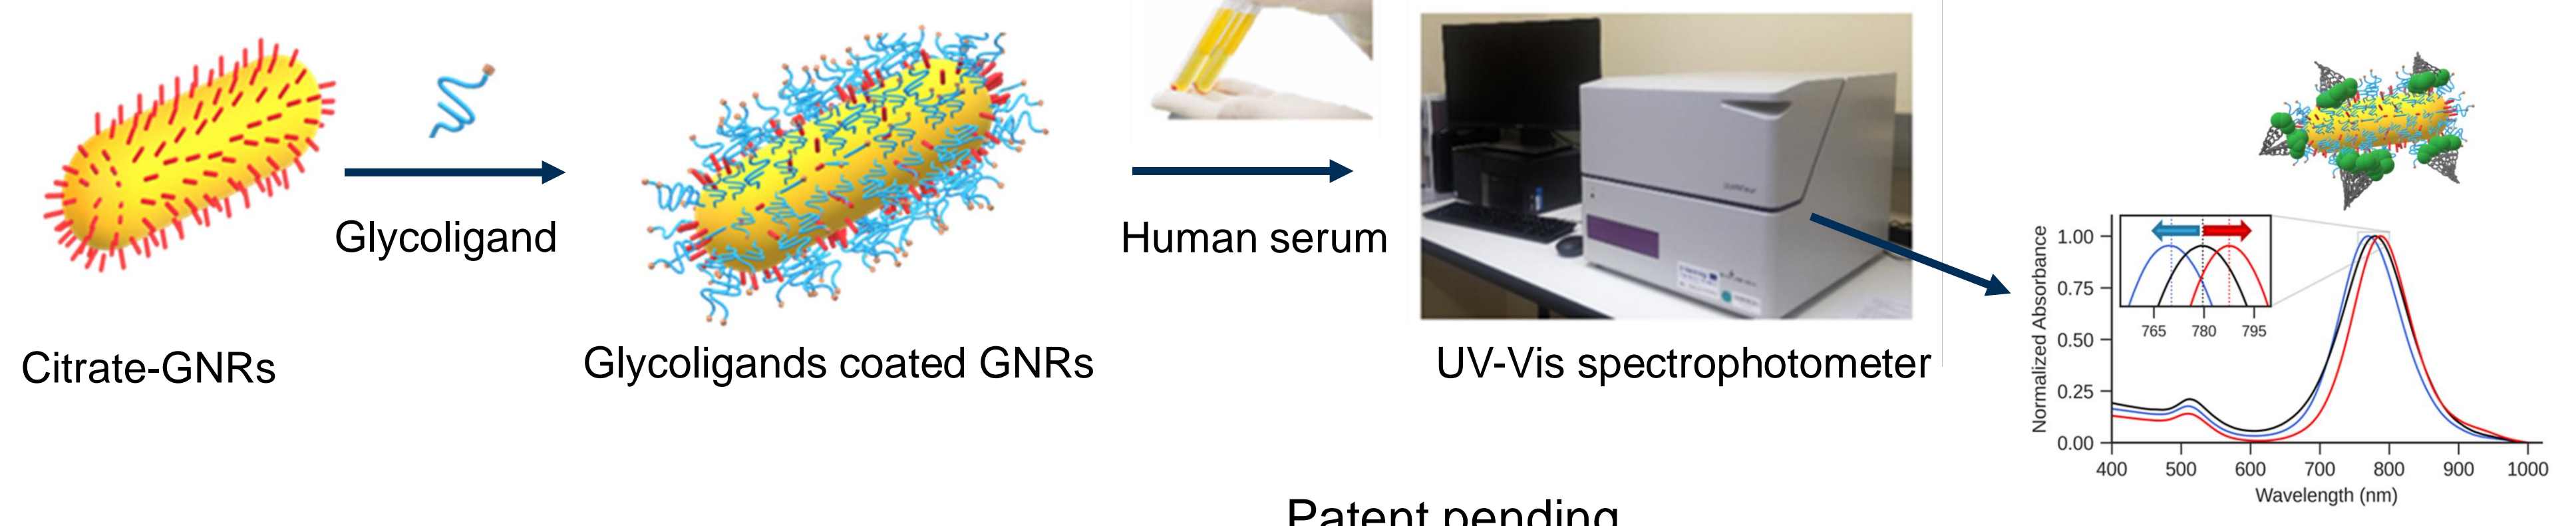 Glycoligand
Human serum
Citrate-GNRs
Glycoligands coated GNRs
UV-Vis spectrophotometer
Normalized Absorbance
1.00
0.75
0.50
0.25
0.00
765 780 795
400 500 600 700 800 900 1000
Wavelength (nm)
Patent pending